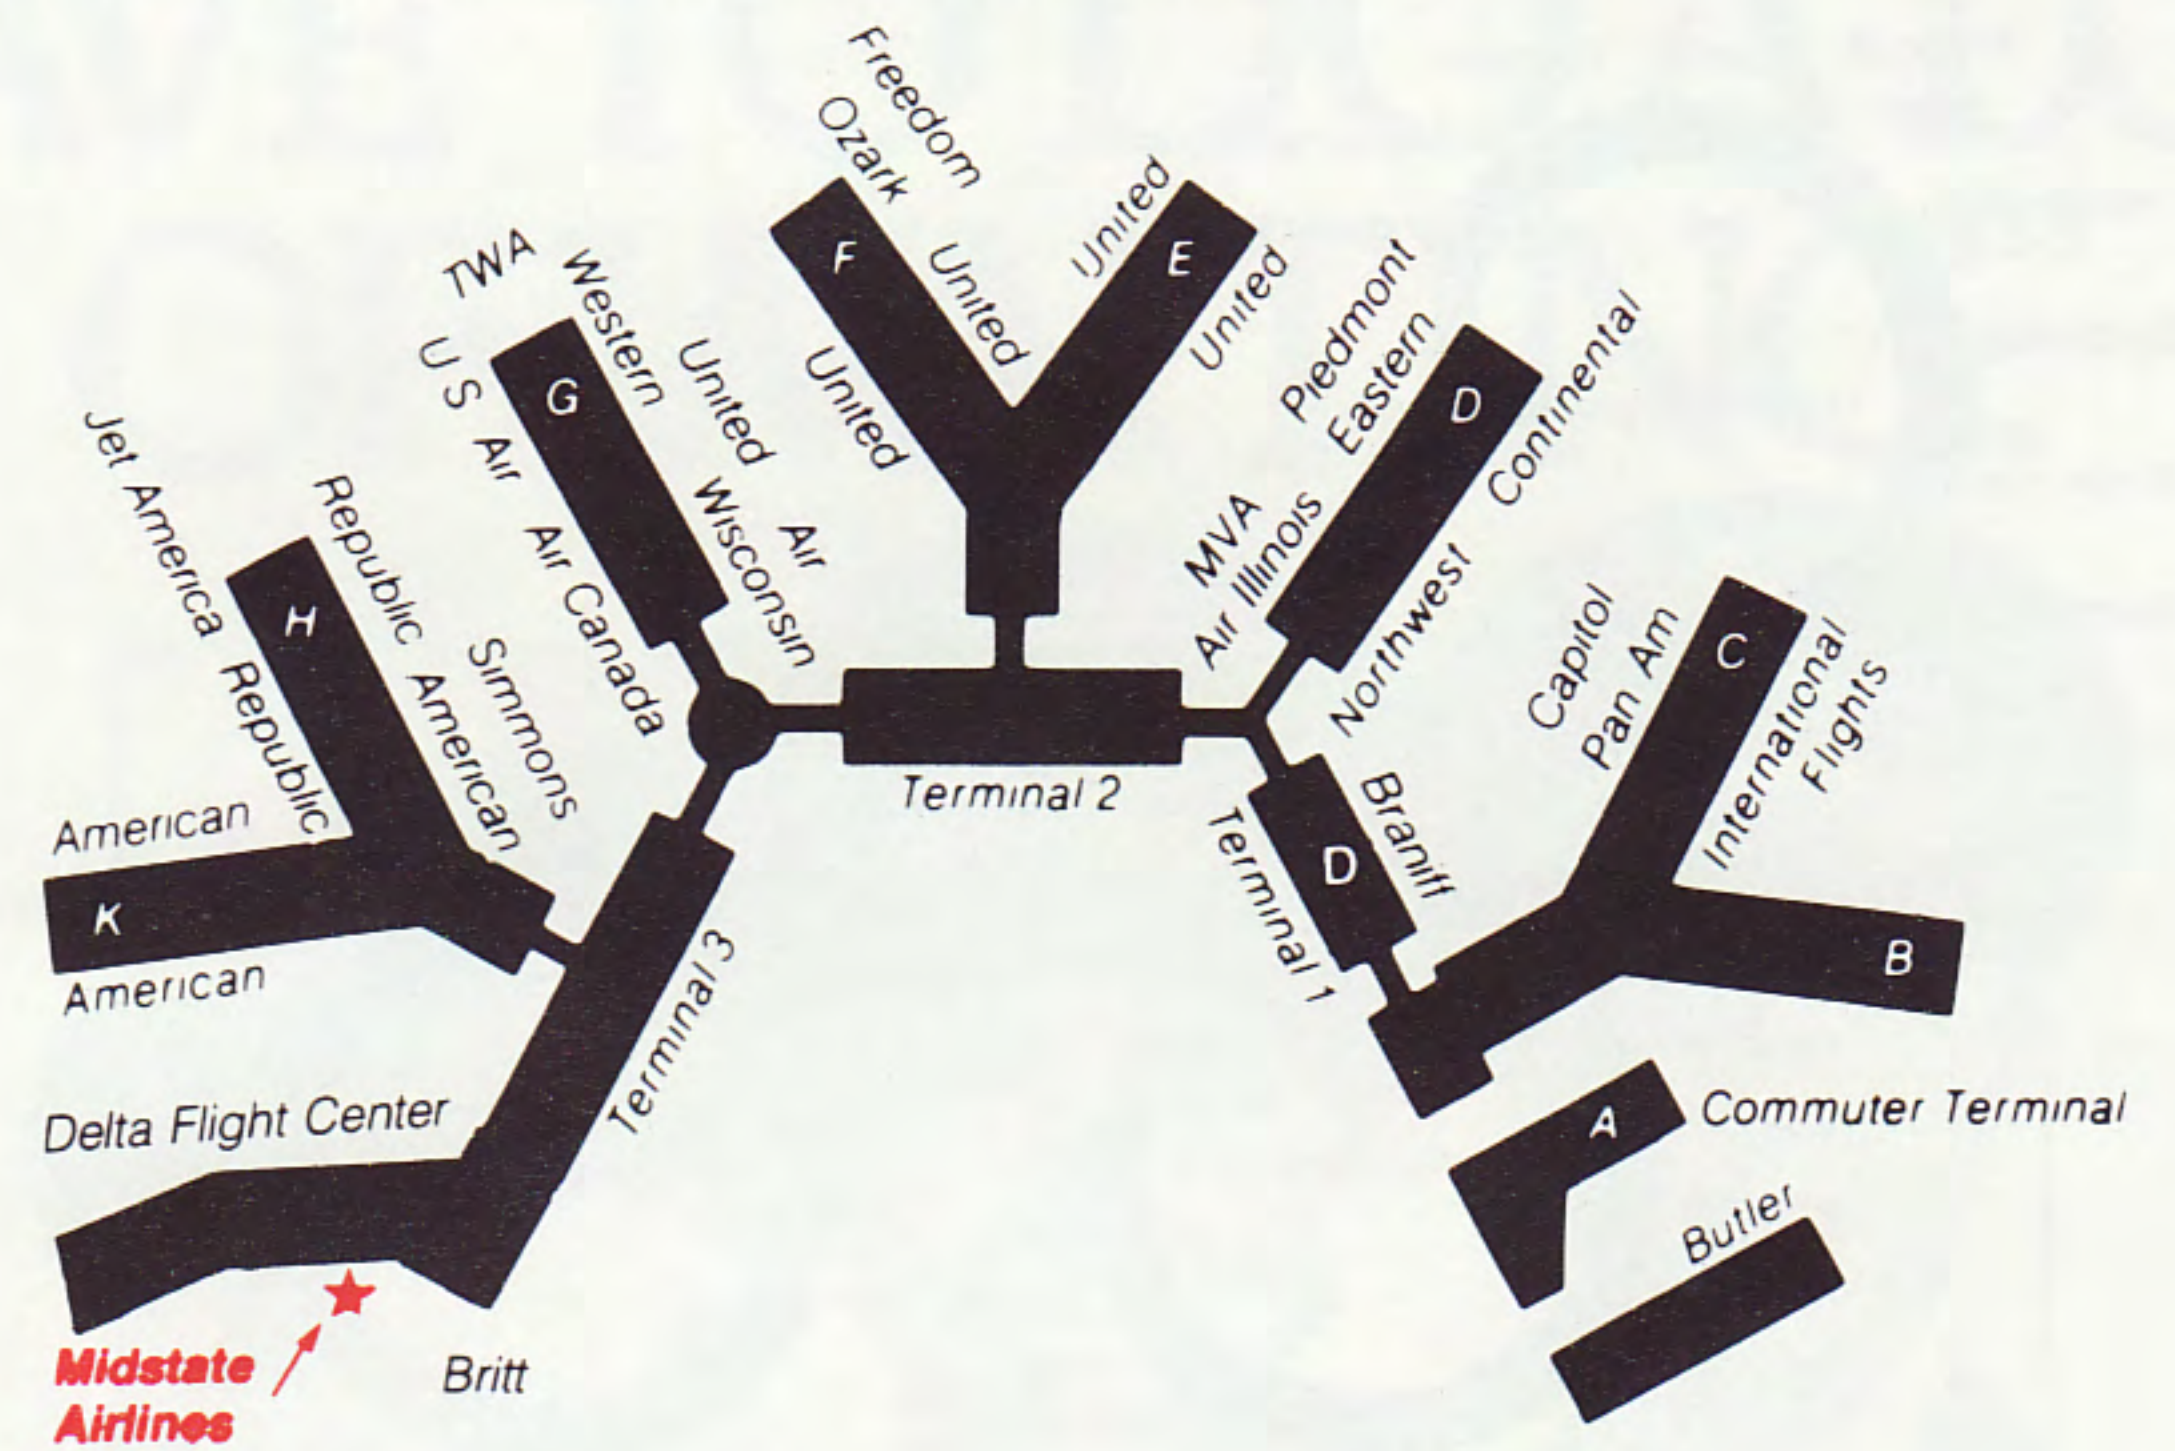 Freedom
Ozark
F
United
United
United
E
United
TWA
Western
U S Air
G
United
Air
Wisconsin
Air Canada
Piedmont
Eastern
D
Continental
MVA
Air Illinois
Northwest
Jet America
Republic
H
Republic
American
Simmons
American
K
American
Terminal 2
Terminal 3
Terminal 1
D
Braniff
Capitol
Pan Am
C
International
Flights
B
A
Commuter Terminal
Butler
Delta Flight Center
Midstate
Airlines
Britt